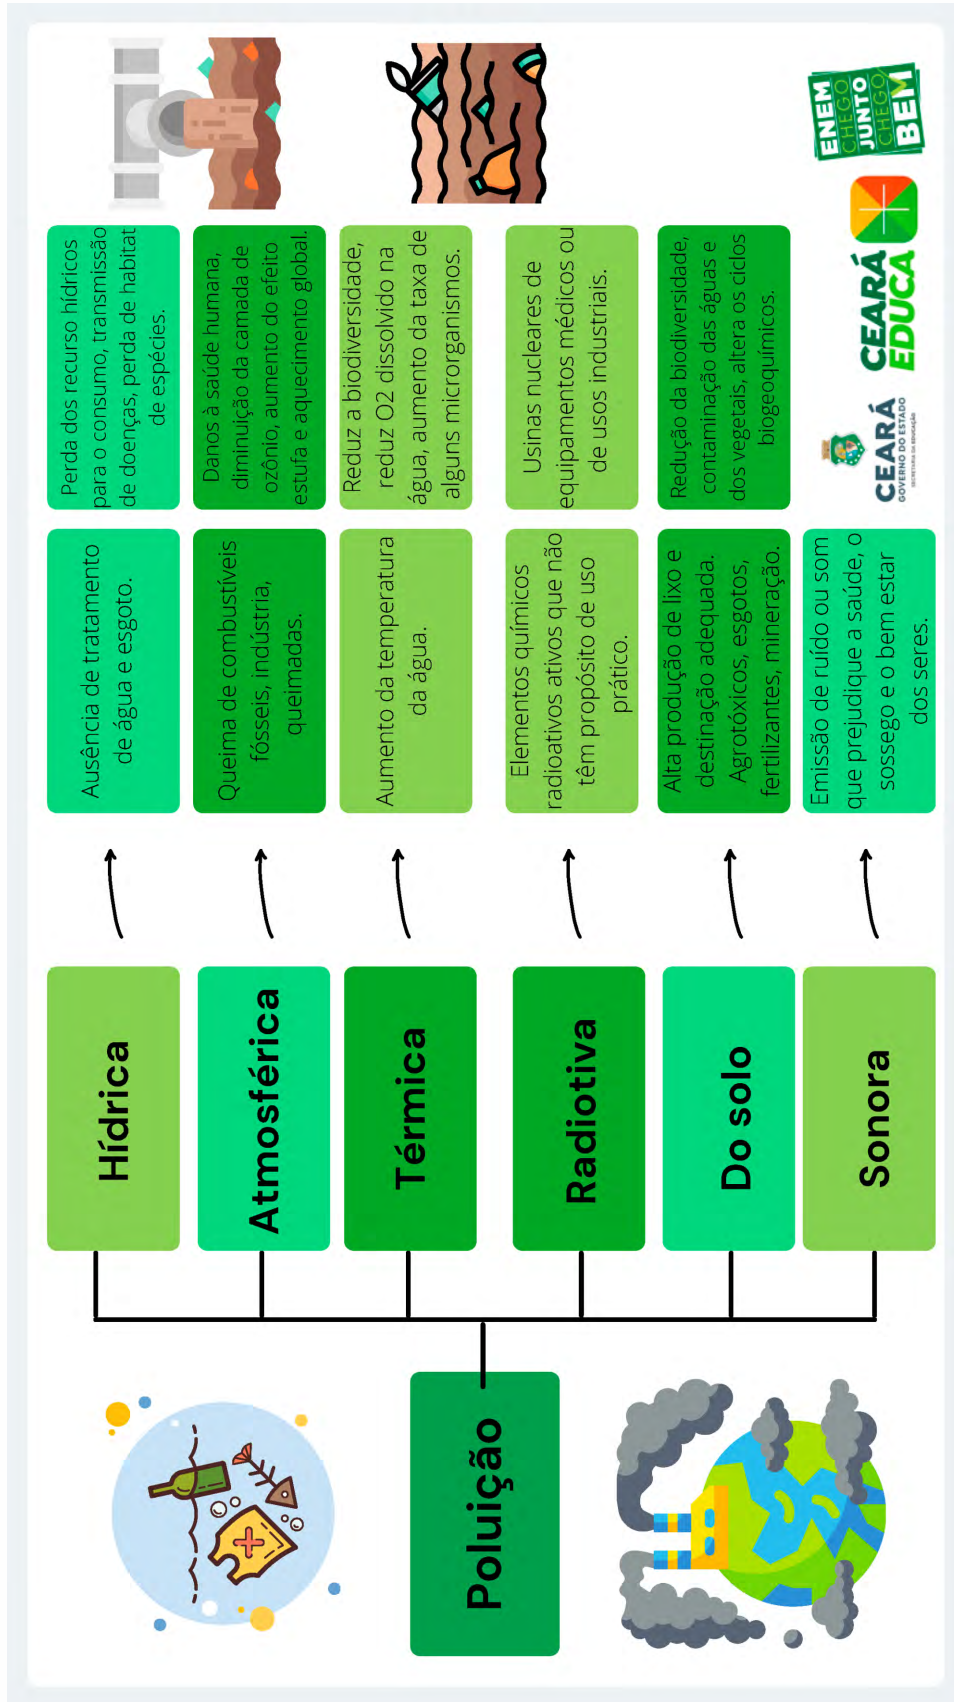 Poluição
Hídrica
Ausência de tratamento
de água e esgoto.
Perda dos recurso hídricos
para o consumo, transmissão
de doenças, perda de habitat
de espécies.
Atmosférica
Queima de combustíveis
fósseis, indústria,
queimadas.
Danos à saúde humana,
diminuição da camada de
ozônio, aumento do efeito
estufa e aquecimento global.
Térmica
Aumento da temperatura
da água.
Reduz a biodiversidade,
reduz O2 dissolvido na
água, aumento da taxa de
alguns microrganismos.
Radiotiva
Elementos químicos
radioativos ativos que não
têm propósito de uso
prático.
Usinas nucleares de
equipamentos médicos ou
de usos industriais.
Do solo
Alta produção de lixo e
destinação adequada.
Agrotóxicos, esgotos,
fertilizantes, mineração.
Redução da biodiversidade,
contaminação das águas e
dos vegetais, altera os ciclos
biogeoquímicos.
Sonora
Emissão de ruído ou som
que prejudique a saúde, o
sossego e o bem estar
dos seres.
CEARÁ
GOVERNO DO ESTADO
SECRETARIA DA EDUCAÇÃO
CEARÁ
EDUCA
ENEM
CHEGO
JUNTO
CHEGO
BEM